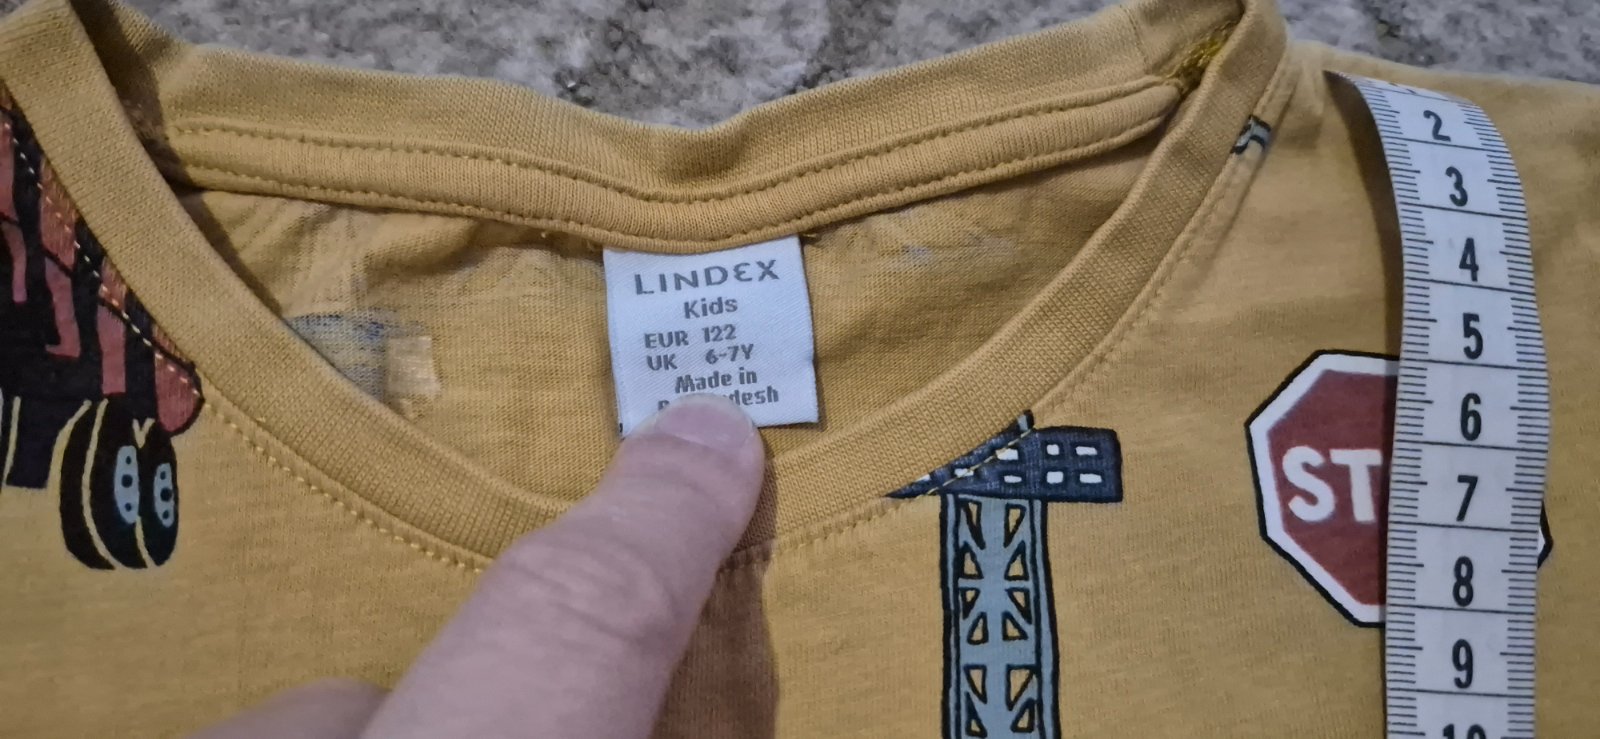 LINDEX
Kids
EUR 122
UK 6-7Y
Made in
ST
2
3
4
5
6
7
8
9